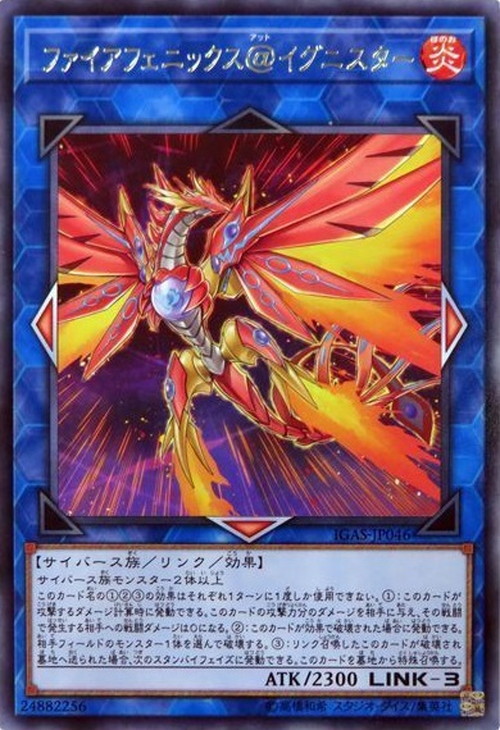 ファイアフェニックス＠イグニスター
アット
炎
ほのお
IGAS-JP046
【サイバース族／リンク／効果】
サイバース族モンスター２体以上
このカード名の①②③の効果はそれぞれ１ターンに１度しか使用できない。①：このカードが
攻撃するダメージ計算時に発動できる。このカードの攻撃力分のダメージを相手に与え、その戦闘
で発生する相手への戦闘ダメージは０になる。②：このカードが効果で破壊された場合に発動できる。
相手フィールドのモンスター１体を選んで破壊する。③：リンク召喚したこのカードが破壊され
墓地へ送られた場合、次のスタンバイフェイズに発動できる。このカードを墓地から特殊召喚する。
ATK/2300 LINK-3
24882256
©高橋和希 スタジオ・ダイス/集英社